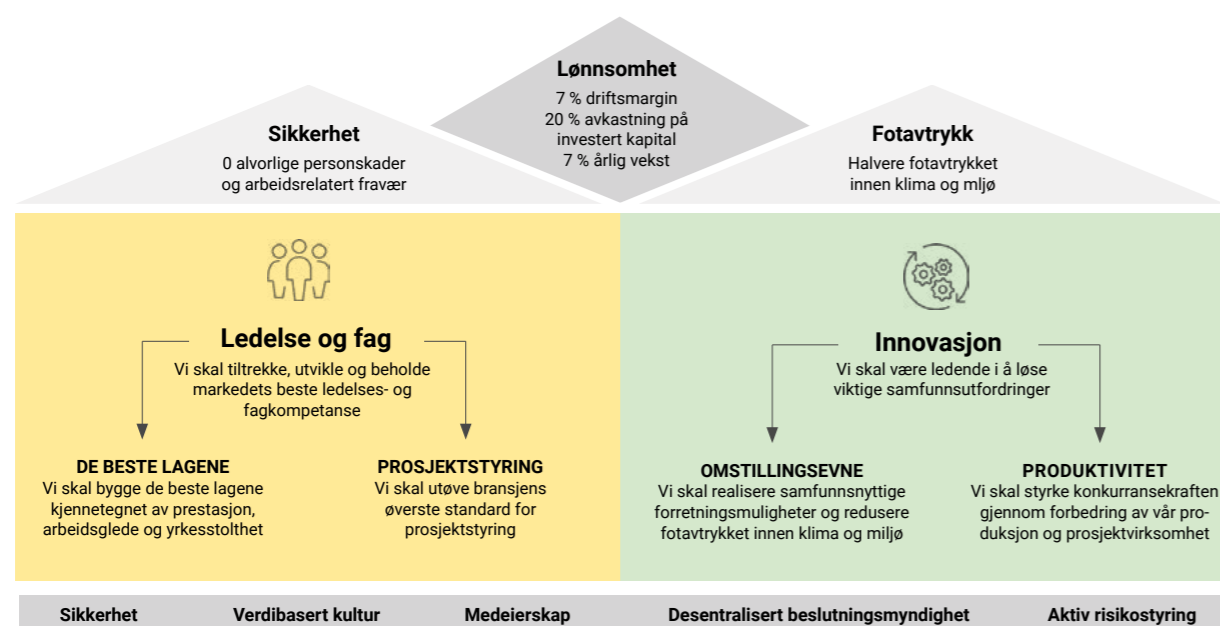 Lønnsomhet
7 % driftsmargin
20 % avkastning på
investert kapital
7 % årlig vekst
Sikkerhet
0 alvorlige personskader
og arbeidsrelatert fravær
Fotavtrykk
Halvere fotavtrykket
innen klima og mljø
Ledelse og fag
Vi skal tiltrekke, utvikle og beholde
markedets beste ledelses- og
fagkompetanse
DE BESTE LAGENE
Vi skal bygge de beste lagene
kjennetegnet av prestasjon,
arbeidsglede og yrkesstolthet
PROSJEKTSTYRING
Vi skal utøve bransjens
øverste standard for
prosjektstyring
Innovasjon
Vi skal være ledende i å løse
viktige samfunnsutfordringer
OMSTILLINGSEVNE
Vi skal realisere samfunnsnyttige
forretningsmuligheter og redusere
fotavtrykket innen klima og miljø
PRODUKTIVITET
Vi skal styrke konkurransekraften
gjennom forbedring av vår pro-
duksjon og prosjektvirksomhet
Sikkerhet Verdibasert kultur Medeierskap Desentralisert beslutningsmyndighet Aktiv risikostyring